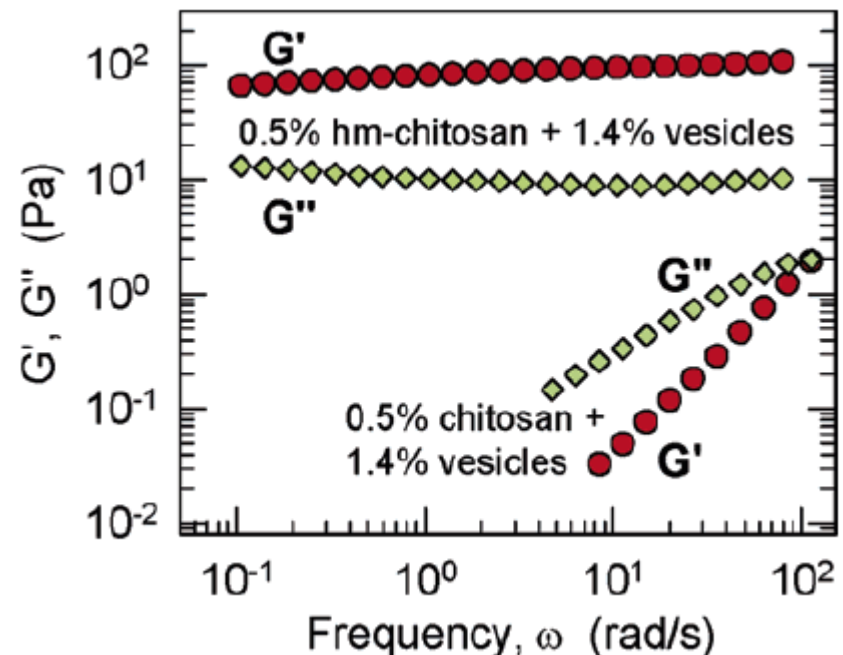 10²
10¹
10⁰
10⁻¹
10⁻²
G', G'' (Pa)
G'
0.5% hm-chitosan + 1.4% vesicles
G''
G''
0.5% chitosan +
1.4% vesicles
G'
10⁻¹ 10⁰ 10¹ 10²
Frequency, ω (rad/s)